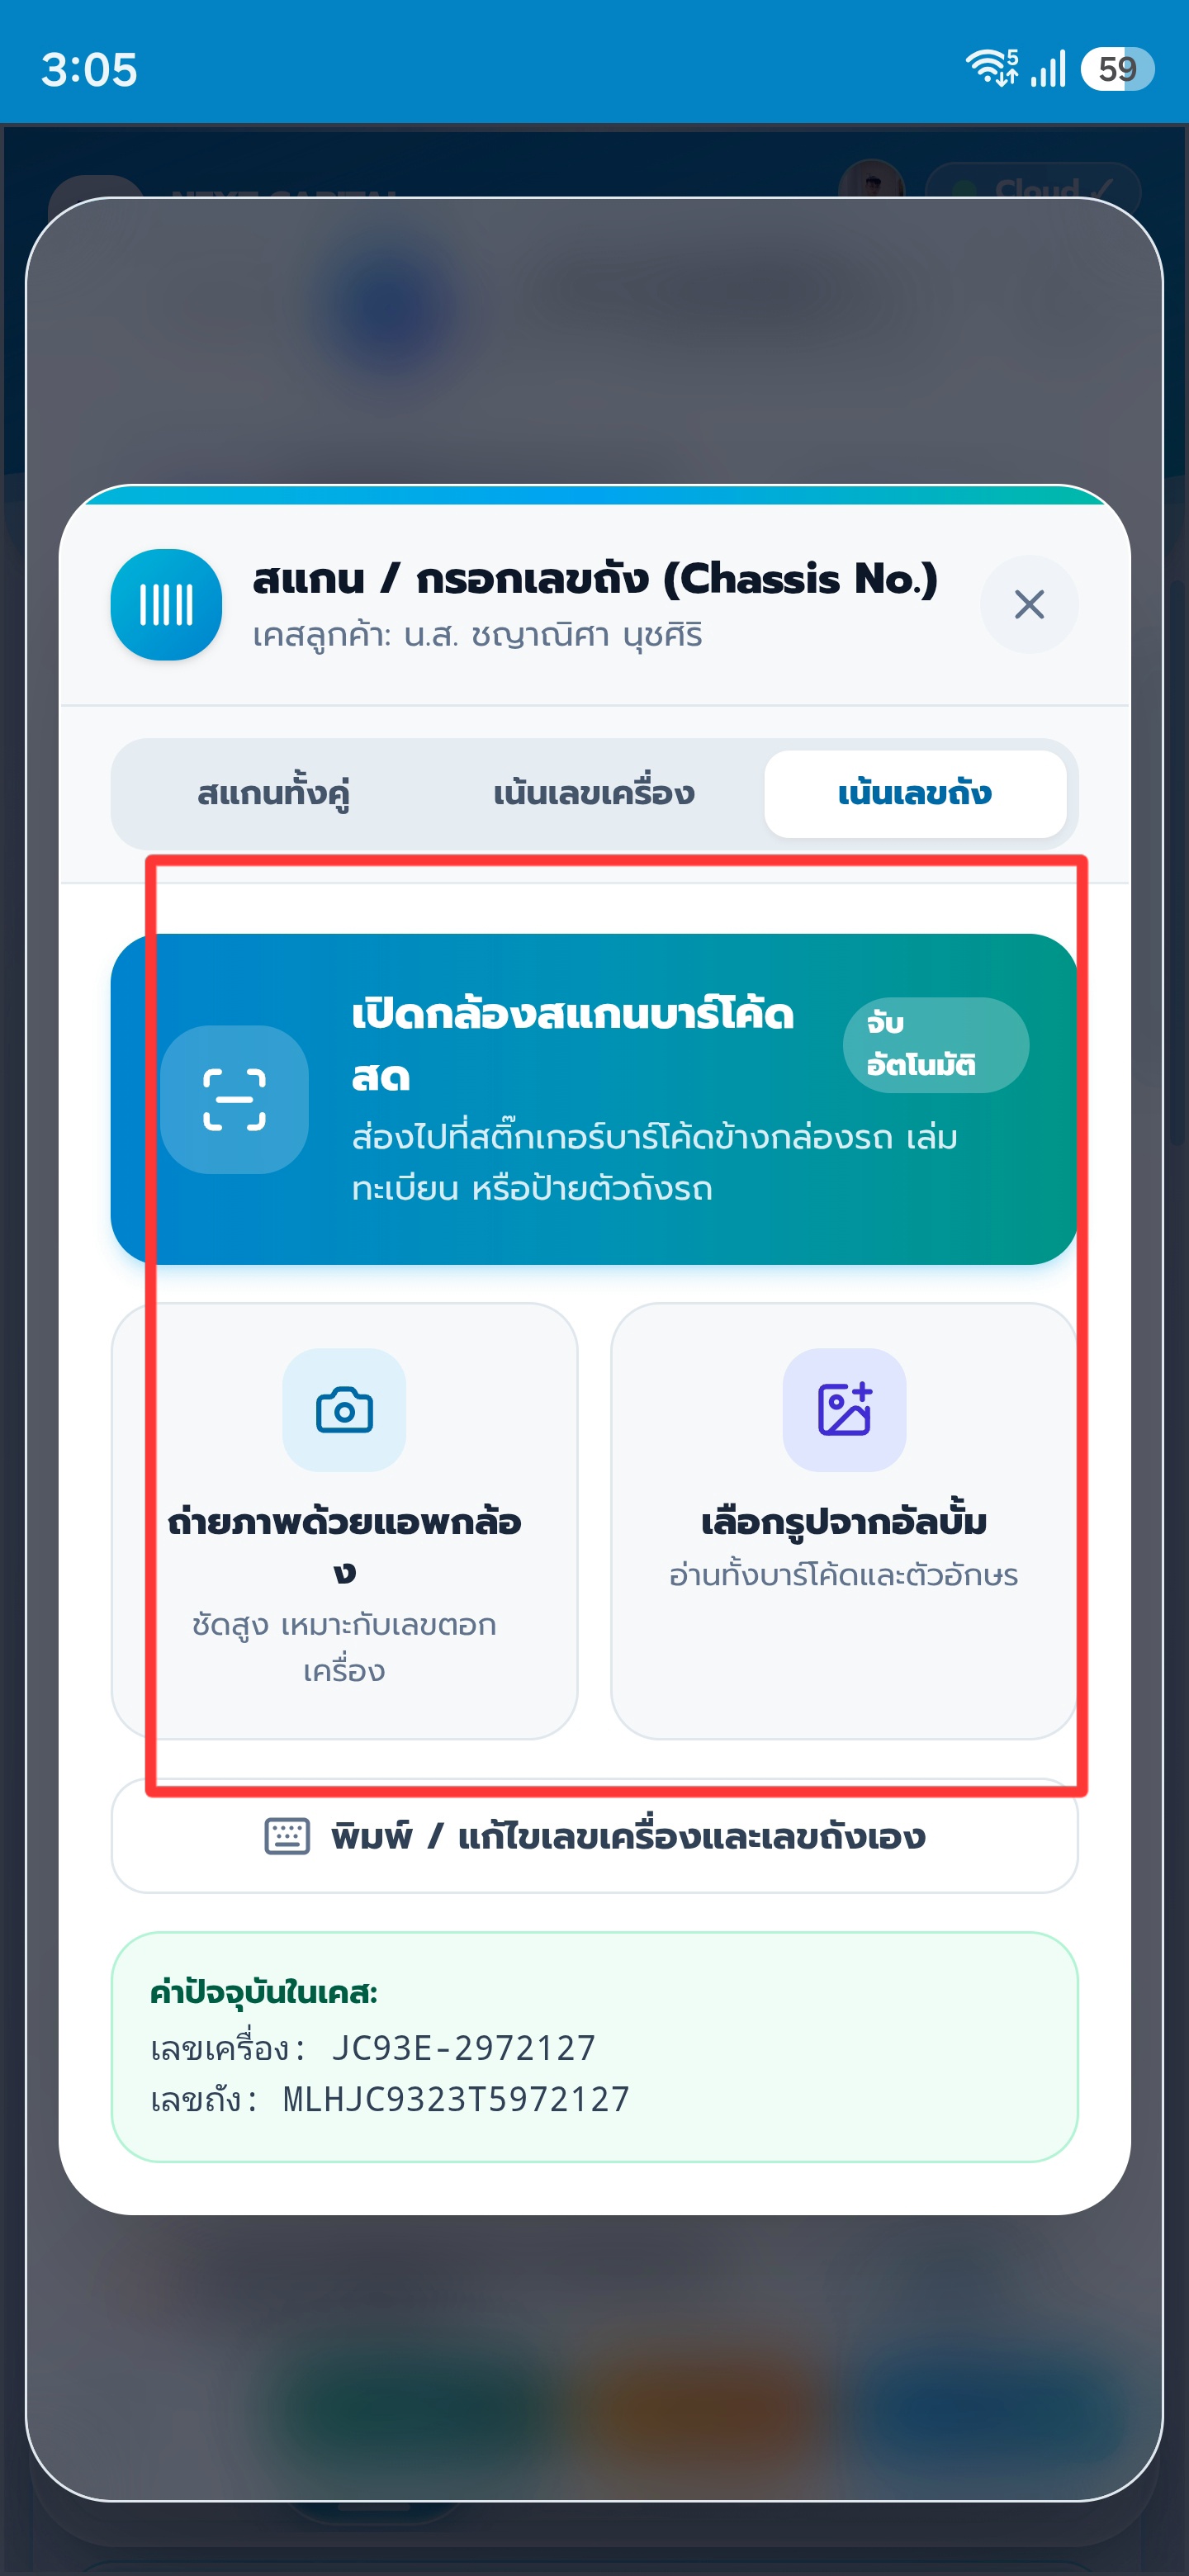 3:05
5
59
NEXT CAPITAL
Cloud ✓
สแกน / กรอกเลขถัง (Chassis No.)
เคสลูกค้า: น.ส. ชญาณิศา นุชศิริ
สแกนทั้งคู่
เน้นเลขเครื่อง
เน้นเลขถัง
เปิดกล้องสแกนบาร์โค้ด
สด
จับ
อัตโนมัติ
ส่องไปที่สติ๊กเกอร์บาร์โค้ดข้างกล่องรถ เล่ม
ทะเบียน หรือป้ายตัวถังรถ
ถ่ายภาพด้วยแอพกล้อ
ง
ชัดสูง เหมาะกับเลขตอก
เครื่อง
เลือกรูปจากอัลบั้ม
อ่านทั้งบาร์โค้ดและตัวอักษร
พิมพ์ / แก้ไขเลขเครื่องและเลขถังเอง
ค่าปัจจุบันในเคส:
เลขเครื่อง: JC93E-2972127
เลขถัง: MLHJC9323T5972127